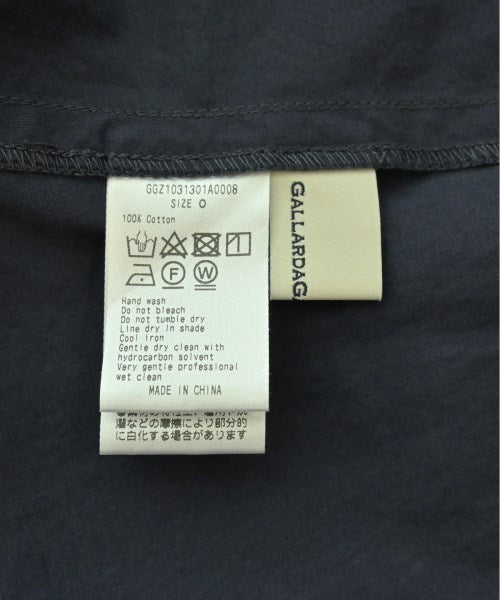 GGZ1031301A0008
SIZE O
100% Cotton
F
W
Hand wash
Do not bleach
Do not tumble dry
Line dry in shade
Cool iron
Gentle dry clean with
hydrocarbon solvent
Very gentle professional
wet clean
MADE IN CHINA
濯などの摩擦により部分的
に白化する場合があります
GALLARDAG